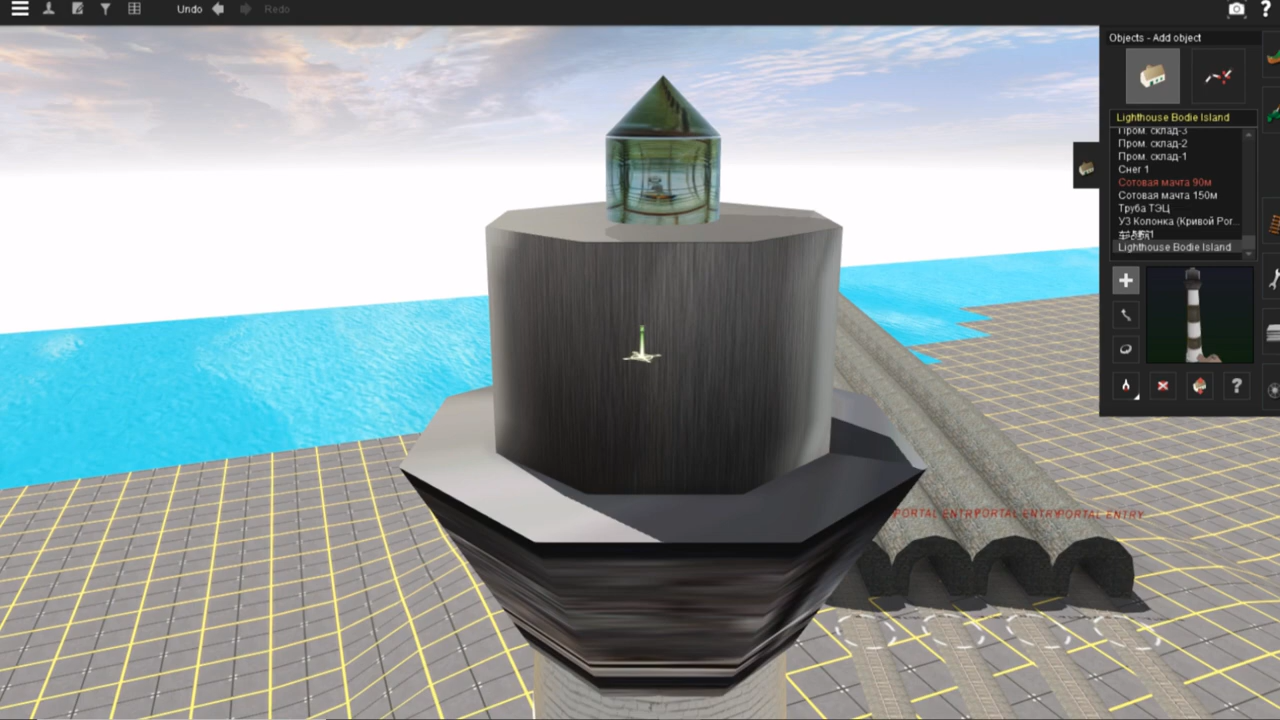 Undo
Redo
?
Objects - Add object
Lighthouse Bodie Island
Пром. склад-3
Пром. склад-2
Пром. склад-1
Снег 1
Сотовая мачта 90м
Сотовая мачта 150м
Труба ТЭЦ
УЗ Колонка (Кривой Рог...
Lighthouse Bodie Island
?
PORTAL ENTRY PORTAL ENTRY PORTAL ENTRY